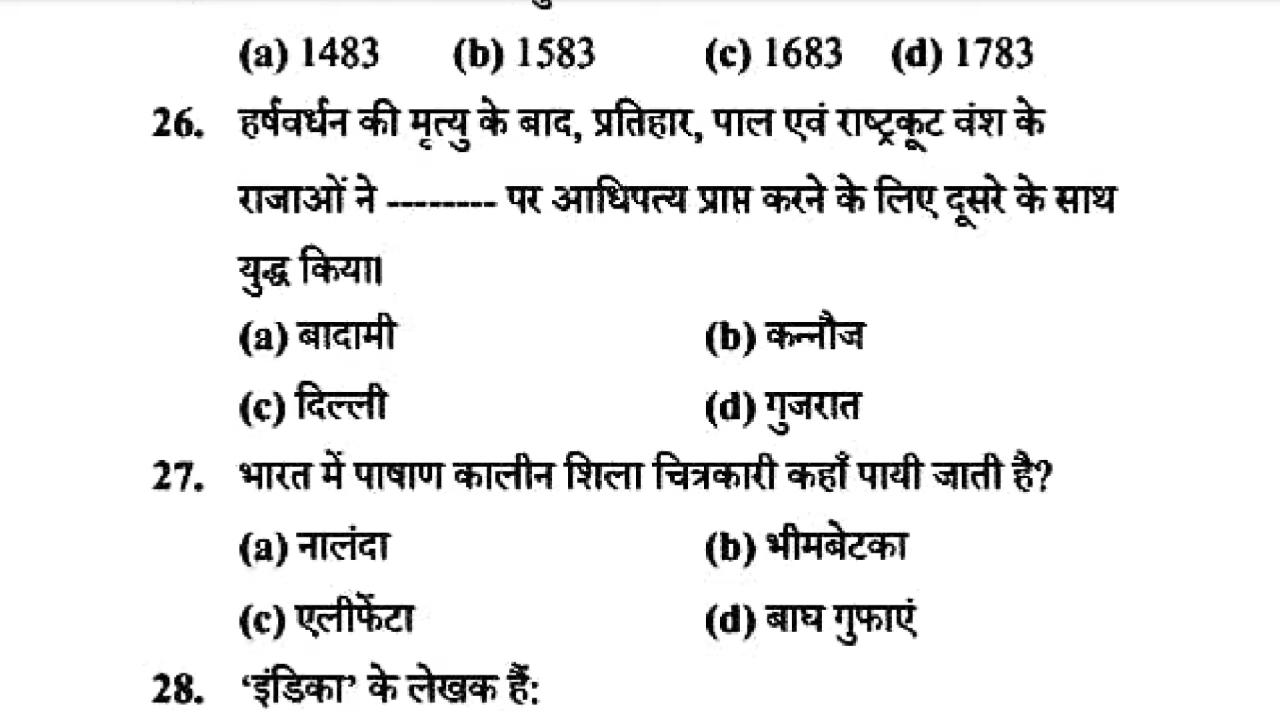 (a) 1483 (b) 1583 (c) 1683 (d) 1783
26. हर्षवर्धन की मृत्यु के बाद, प्रतिहार, पाल एवं राष्ट्रकूट वंश के
राजाओं ने -------- पर आधिपत्य प्राप्त करने के लिए दूसरे के साथ
युद्ध किया।
(a) बादामी (b) कन्नौज
(c) दिल्ली (d) गुजरात
27. भारत में पाषाण कालीन शिला चित्रकारी कहाँ पायी जाती है?
(a) नालंदा (b) भीमबेटका
(c) एलीफेंटा (d) बाघ गुफाएं
28. ‘इंडिका’ के लेखक हैं: